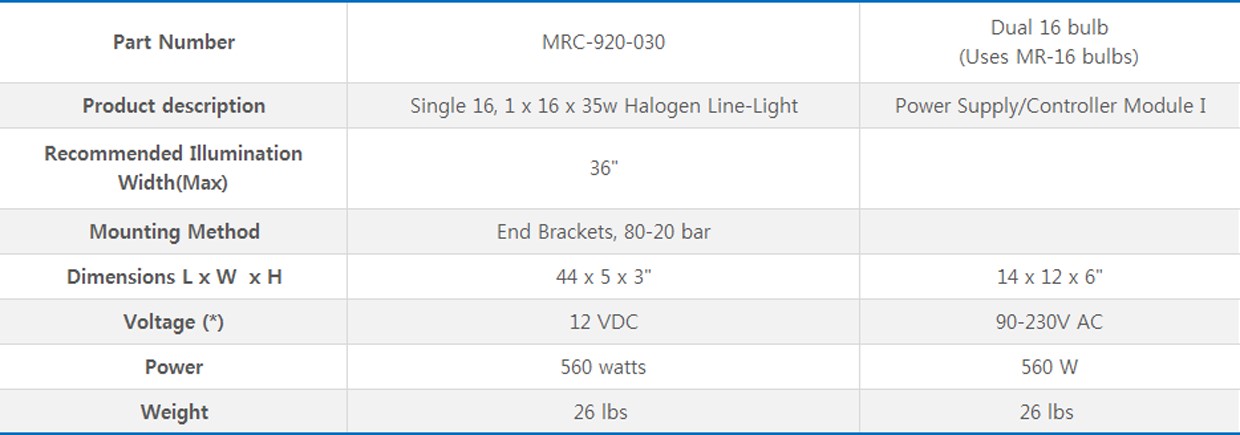 Part Number MRC-920-030 Dual 16 bulb
(Uses MR-16 bulbs)
Product description Single 16, 1 x 16 x 35w Halogen Line-Light Power Supply/Controller Module I
Recommended Illumination
Width(Max) 36"
Mounting Method End Brackets, 80-20 bar
Dimensions L x W x H 44 x 5 x 3" 14 x 12 x 6"
Voltage (*) 12 VDC 90-230V AC
Power 560 watts 560 W
Weight 26 lbs 26 lbs